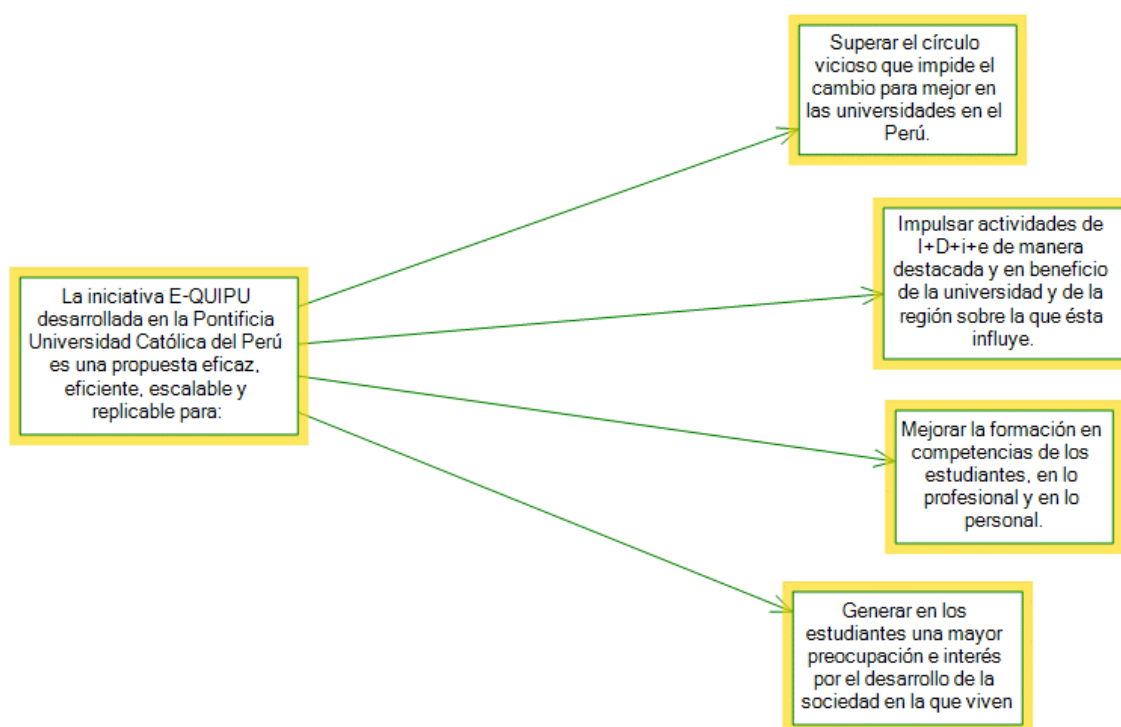 La iniciativa E-QUIPU
desarrollada en la Pontificia
Universidad Católica del Perú
es una propuesta eficaz,
eficiente, escalable y
replicable para:
Superar el círculo
vicioso que impide el
cambio para mejor en
las universidades en el
Perú.
Impulsar actividades de
I+D+i+e de manera
destacada y en beneficio
de la universidad y de la
región sobre la que ésta
influye.
Mejorar la formación en
competencias de los
estudiantes, en lo
profesional y en lo
personal.
Generar en los
estudiantes una mayor
preocupación e interés
por el desarrollo de la
sociedad en la que viven